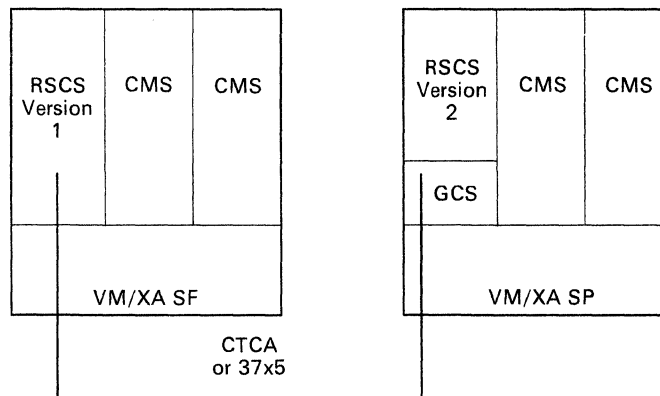 RSCS
Version
1
CMS
CMS
VM/XA SF
RSCS
Version
2
GCS
CMS
CMS
VM/XA SP
CTCA
or 37x5